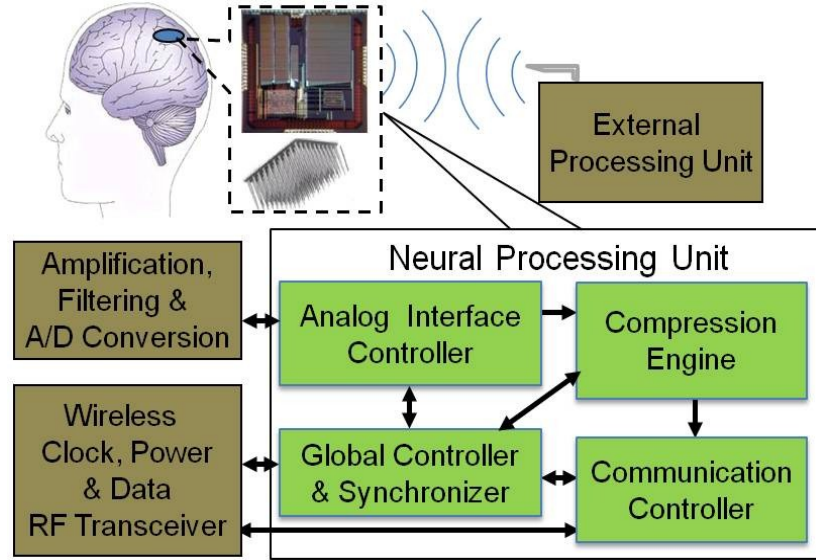 External
Processing Unit
Neural Processing Unit
Amplification,
Filtering &
A/D Conversion
Analog Interface
Controller
Compression
Engine
Wireless
Clock, Power
& Data
RF Transceiver
Global Controller
& Synchronizer
Communication
Controller